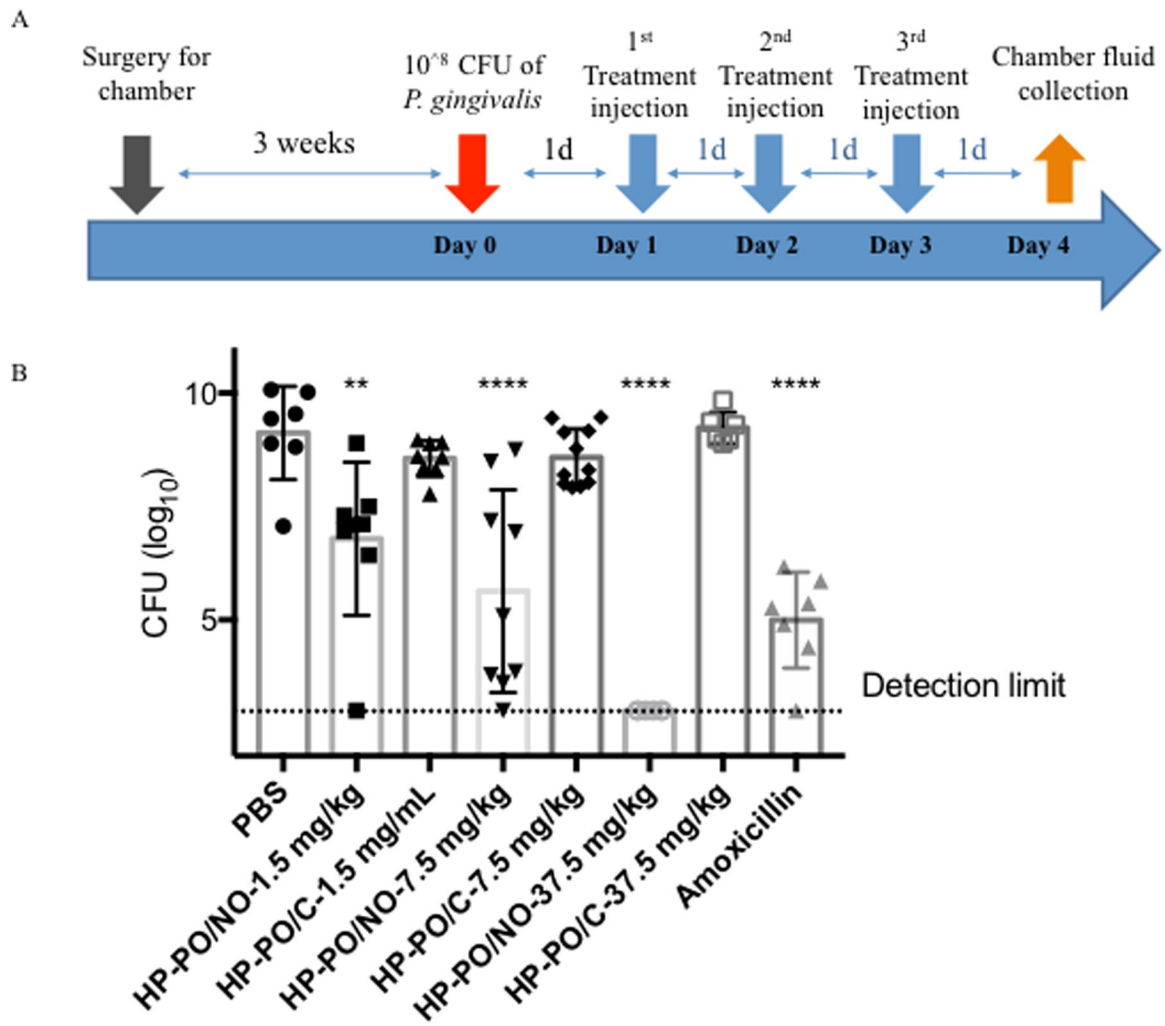 A
Surgery for
chamber
3 weeks
10^8 CFU of
P. gingivalis
1d
1st
Treatment
injection
1d
2nd
Treatment
injection
1d
3rd
Treatment
injection
1d
Chamber fluid
collection
Day 0
Day 1
Day 2
Day 3
Day 4
B
CFU (log10)
10
5
**
****
****
****
Detection limit
PBS
HP-PO/NO-1.5 mg/kg
HP-PO/C-1.5 mg/mL
HP-PO/NO-7.5 mg/kg
HP-PO/C-7.5 mg/kg
HP-PO/NO-37.5 mg/kg
HP-PO/C-37.5 mg/kg
Amoxicillin